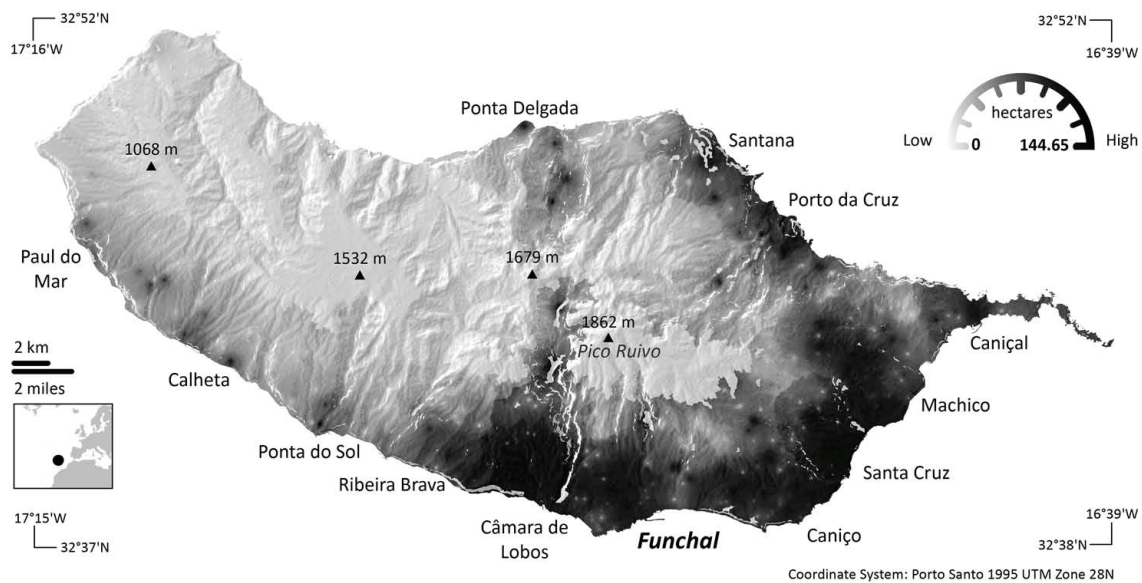 32°52'N
17°16'W
32°52'N
16°39'W
hectares
Low
0
144.65
High
Ponta Delgada
Santana
1068 m
Porto da Cruz
Paul do
Mar
1532 m
1679 m
1862 m
Pico Ruivo
Caniçal
2 km
2 miles
Calheta
Machico
Ponta do Sol
Santa Cruz
Ribeira Brava
17°15'W
32°37'N
Câmara de
Lobos
Funchal
Caniço
16°39'W
32°38'N
Coordinate System: Porto Santo 1995 UTM Zone 28N